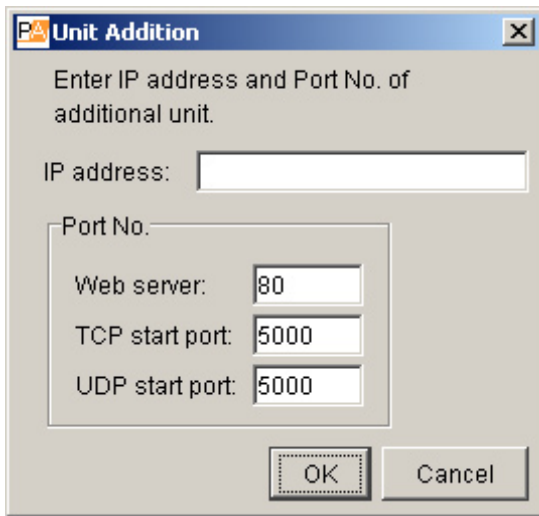 PA Unit Addition
Enter IP address and Port No. of
additional unit.
IP address:
Port No.
Web server: 80
TCP start port: 5000
UDP start port: 5000
OK Cancel